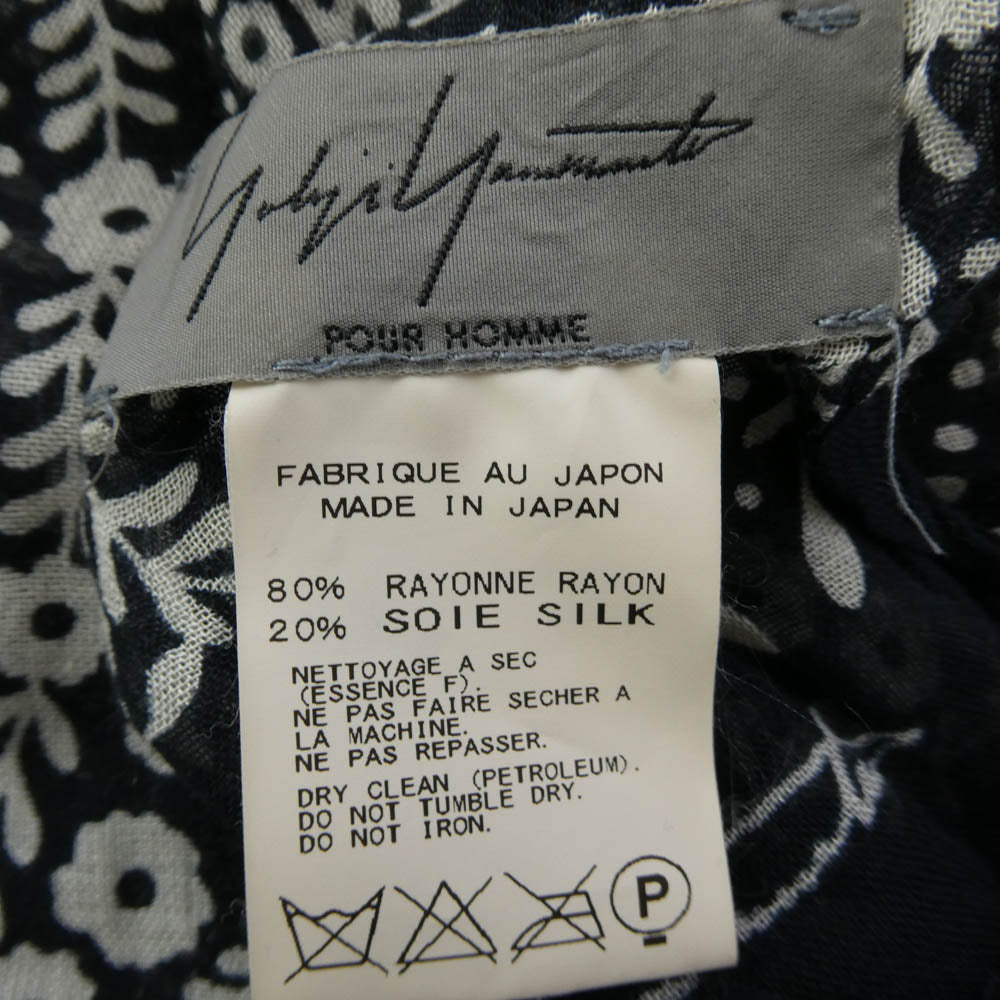 Yohji Yamamoto
POUR HOMME
FABRIQUE AU JAPON
MADE IN JAPAN
80% RAYONNE RAYON
20% SOIE SILK
NETTOYAGE A SEC
(ESSENCE F).
NE PAS FAIRE SECHER A
LA MACHINE.
NE PAS REPASSER.
DRY CLEAN (PETROLEUM).
DO NOT TUMBLE DRY.
DO NOT IRON.
P